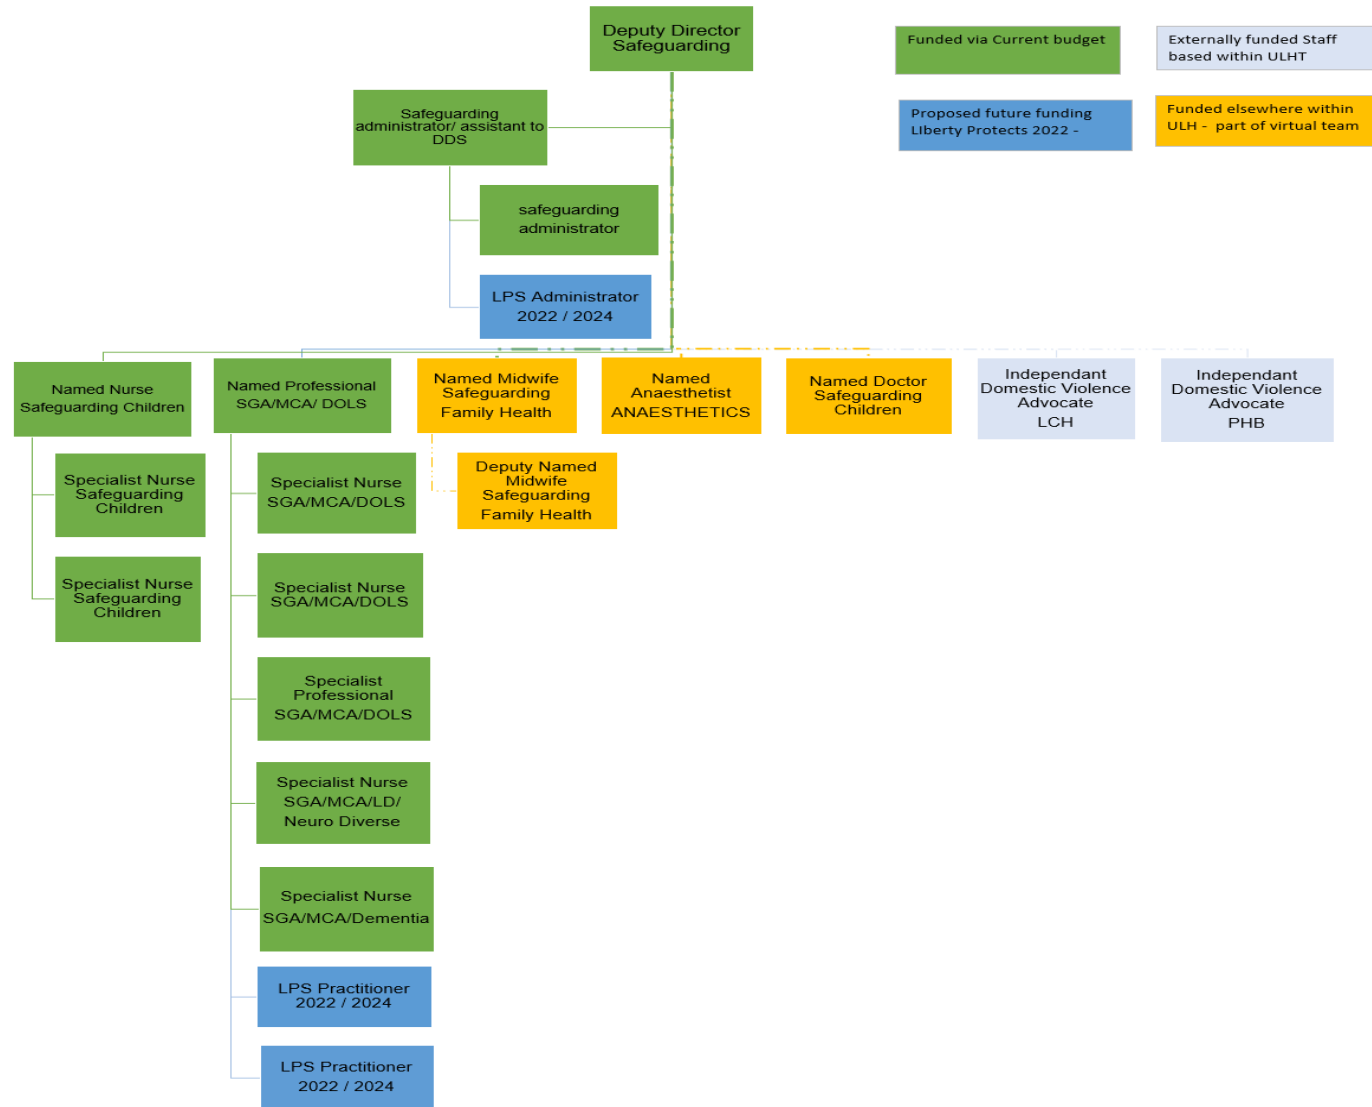 Deputy Director
Safeguarding
Funded via Current budget
Externally funded Staff
based within ULHT
Proposed future funding
LIberty Protects 2022 -
Funded elsewhere within
ULH - part of virtual team
Safeguarding
administrator/ assistant to
DDS
safeguarding
administrator
LPS Administrator
2022 / 2024
Named Nurse
Safeguarding Children
Named Professional
SGA/MCA/ DOLS
Named Midwife
Safeguarding
Family Health
Named
Anaesthetist
ANAESTHETICS
Named Doctor
Safeguarding
Children
Independant
Domestic Violence
Advocate
LCH
Independant
Domestic Violence
Advocate
PHB
Specialist Nurse
Safeguarding
Children
Specialist Nurse
Safeguarding
Children
Specialist Nurse
SGA/MCA/DOLS
Specialist Nurse
SGA/MCA/DOLS
Specialist
Professional
SGA/MCA/DOLS
Specialist Nurse
SGA/MCA/LD/
Neuro Diverse
Specialist Nurse
SGA/MCA/Dementia
LPS Practitioner
2022 / 2024
LPS Practitioner
2022 / 2024
Deputy Named
Midwife
Safeguarding
Family Health